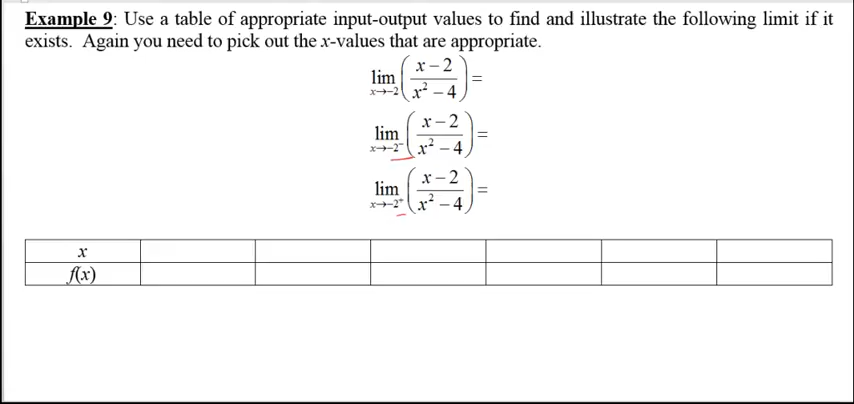 Example 9: Use a table of appropriate input-output values to find and illustrate the following limit if it
exists. Again you need to pick out the x-values that are appropriate.
lim x→−2 ( (x − 2) / (x² − 4) ) =
lim x→−2⁻ ( (x − 2) / (x² − 4) ) =
lim x→−2⁺ ( (x − 2) / (x² − 4) ) =
x
f(x)